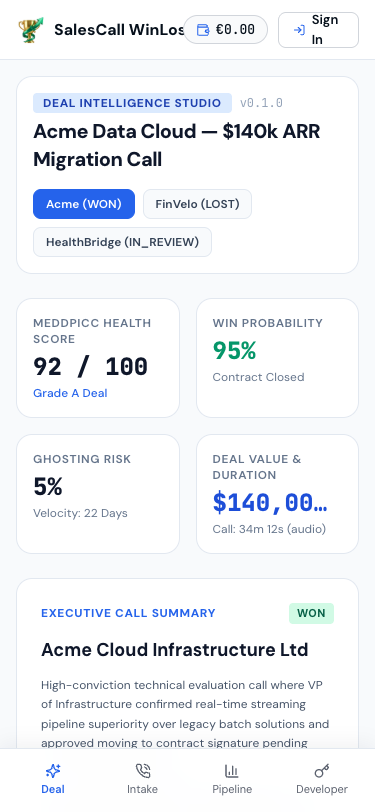 SalesCall WinLos
€0.00
Sign
In
DEAL INTELLIGENCE STUDIO
v0.1.0
Acme Data Cloud — $140k ARR
Migration Call
Acme (WON)
FinVelo (LOST)
HealthBridge (IN_REVIEW)
MEDDPICC HEALTH
SCORE
92 / 100
Grade A Deal
WIN PROBABILITY
95%
Contract Closed
GHOSTING RISK
5%
Velocity: 22 Days
DEAL VALUE &
DURATION
$140,00…
Call: 34m 12s (audio)
EXECUTIVE CALL SUMMARY
WON
Acme Cloud Infrastructure Ltd
High-conviction technical evaluation call where VP
of Infrastructure confirmed real-time streaming
pipeline superiority over legacy batch solutions and
approved moving to contract signature pending
Deal
Intake
Pipeline
Developer